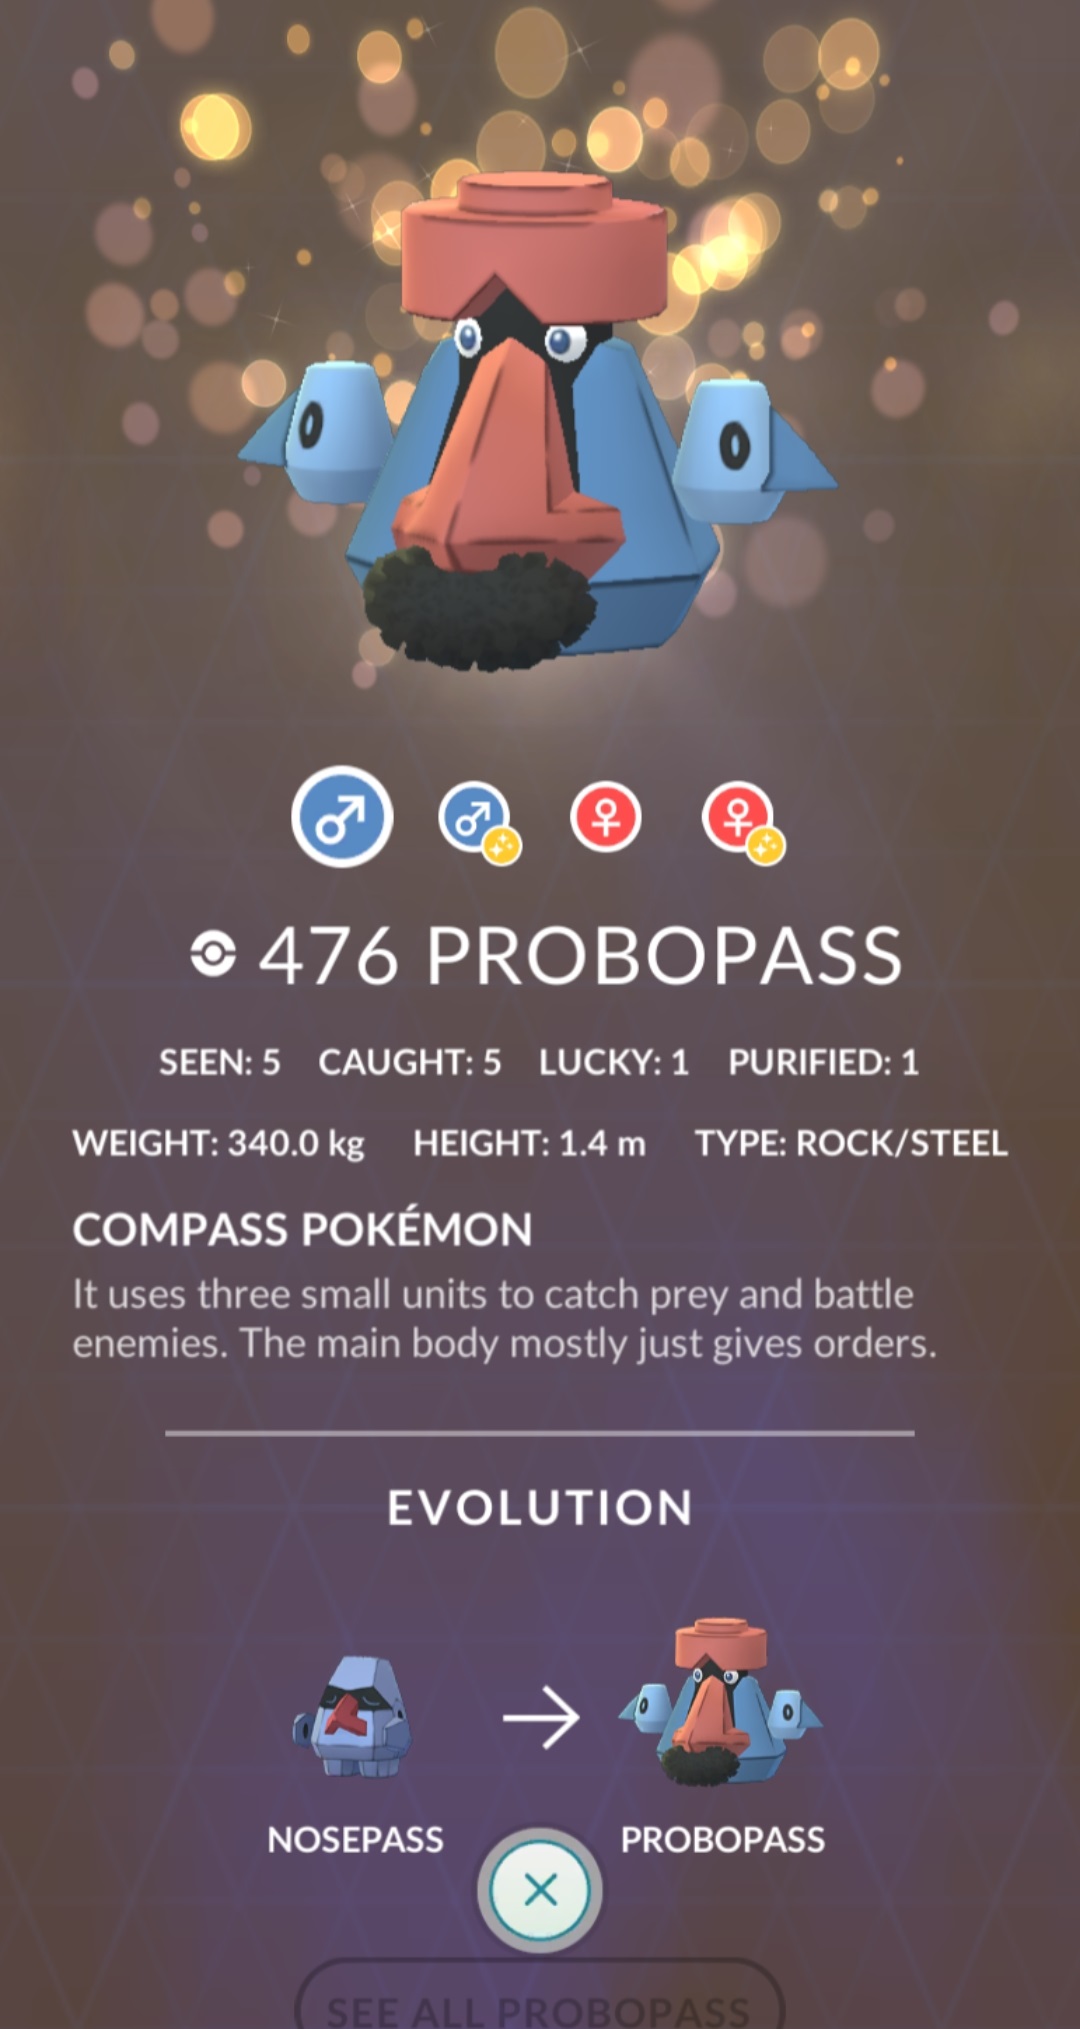 476 PROBOPASS
SEEN: 5 CAUGHT: 5 LUCKY: 1 PURIFIED: 1
WEIGHT: 340.0 kg HEIGHT: 1.4 m TYPE: ROCK/STEEL
COMPASS POKÉMON
It uses three small units to catch prey and battle
enemies. The main body mostly just gives orders.
EVOLUTION
NOSEPASS PROBOPASS
SEE ALL PROBOPASS